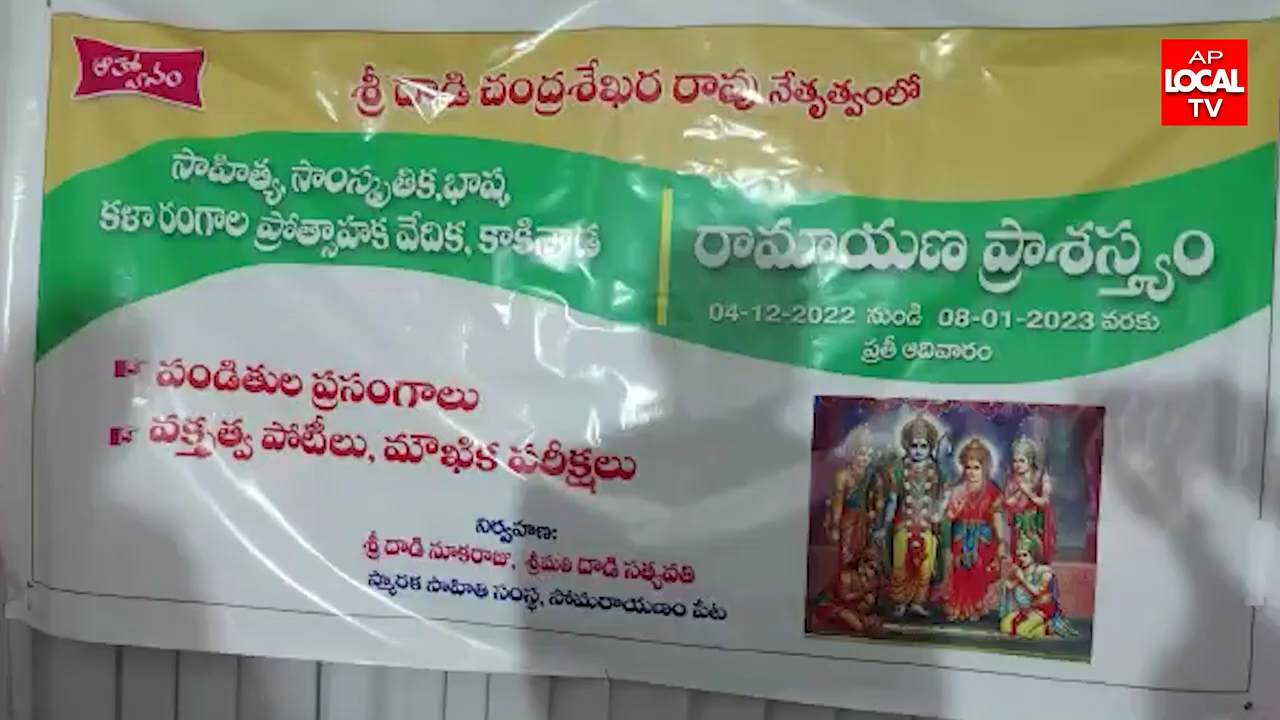 ఆహ్వానం
శ్రీ దాడి చంద్రశేఖర రావు నేతృత్వంలో
సాహిత్య, సాంస్కృతిక,భాష,
కళా రంగాల ప్రోత్సాహక వేదిక, కాకినాడ
రామాయణ ప్రాశస్త్యం
04-12-2022 నుండి 08-01-2023 వరకు
ప్రతీ ఆదివారం
పండితుల ప్రసంగాలు
వక్తృత్వ పోటీలు, మౌఖిక పరీక్షలు
నిర్వహణ:
శ్రీ దాడి నూకరాజు, శ్రీమతి దాడి సత్యవతి
స్మారక సాహితి సంస్థ, సోమరాయణం పేట
AP
LOCAL
TV